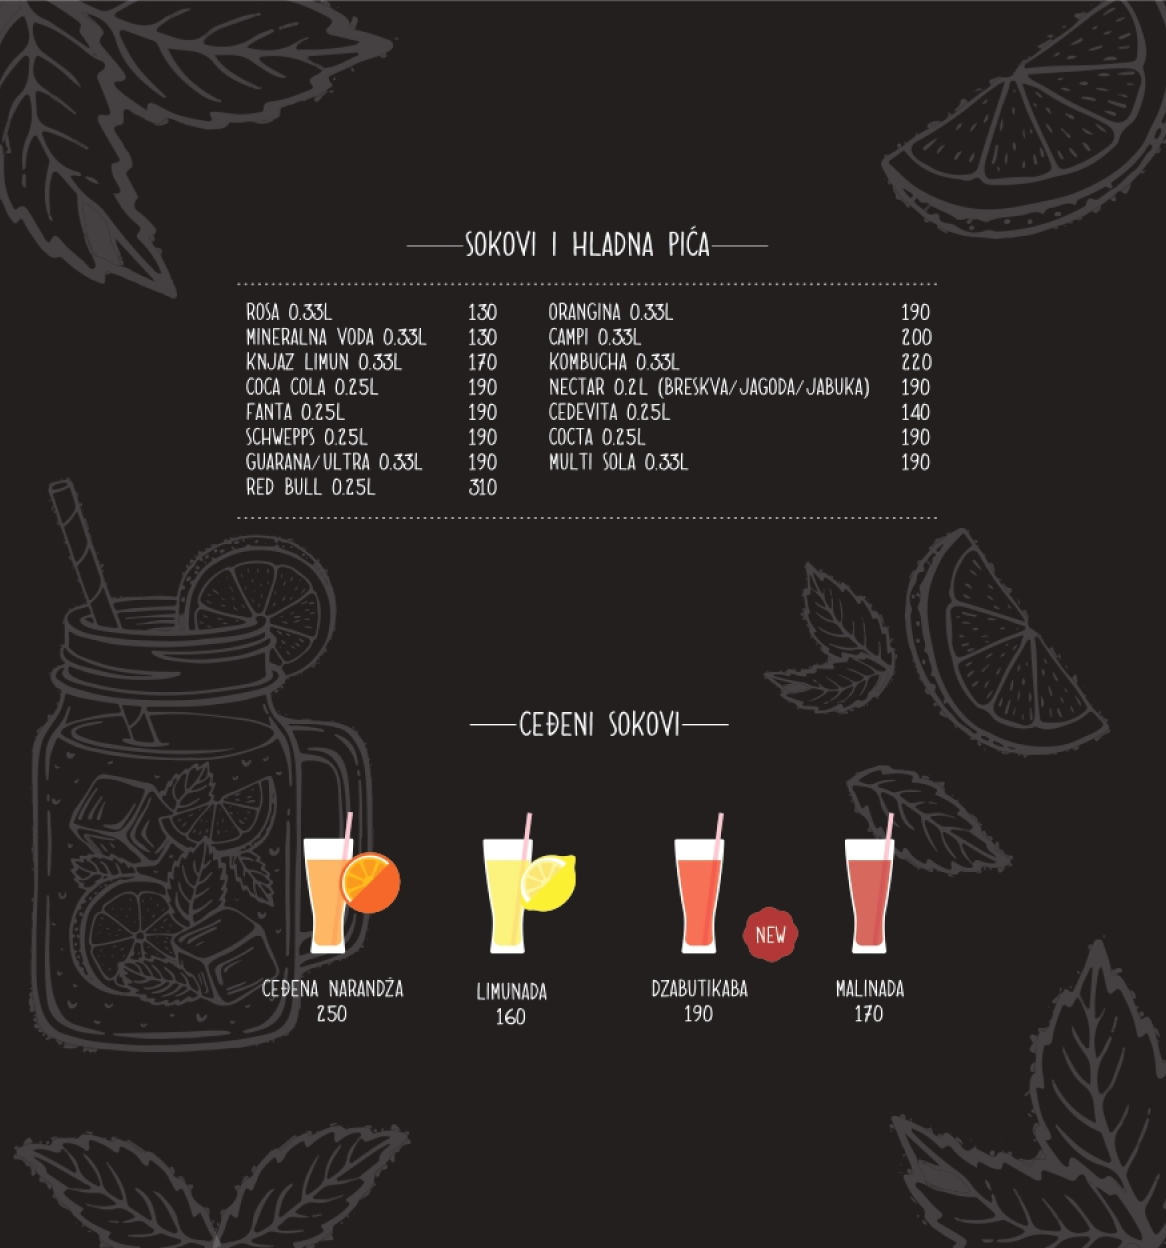 SOKOVI I HLADNA PIĆA
ROSA 0.33L 130
MINERALNA VODA 0.33L 130
KNJAZ LIMUN 0.33L 170
COCA COLA 0.25L 190
FANTA 0.25L 190
SCHWEPPS 0.25L 190
GUARANA/ULTRA 0.33L 190
RED BULL 0.25L 310
ORANGINA 0.33L 190
CAMPI 0.33L 200
KOMBUCHA 0.33L 220
NECTAR 0.2L (BRESKVA/JAGODA/JABUKA) 190
CEDEVITA 0.25L 140
COCTA 0.25L 190
MULTI SOLA 0.33L 190
CEĐENI SOKOVI
CEĐENA NARANDŽA
250
LIMUNADA
160
DZABUTIKABA
190
NEW
MALINADA
170